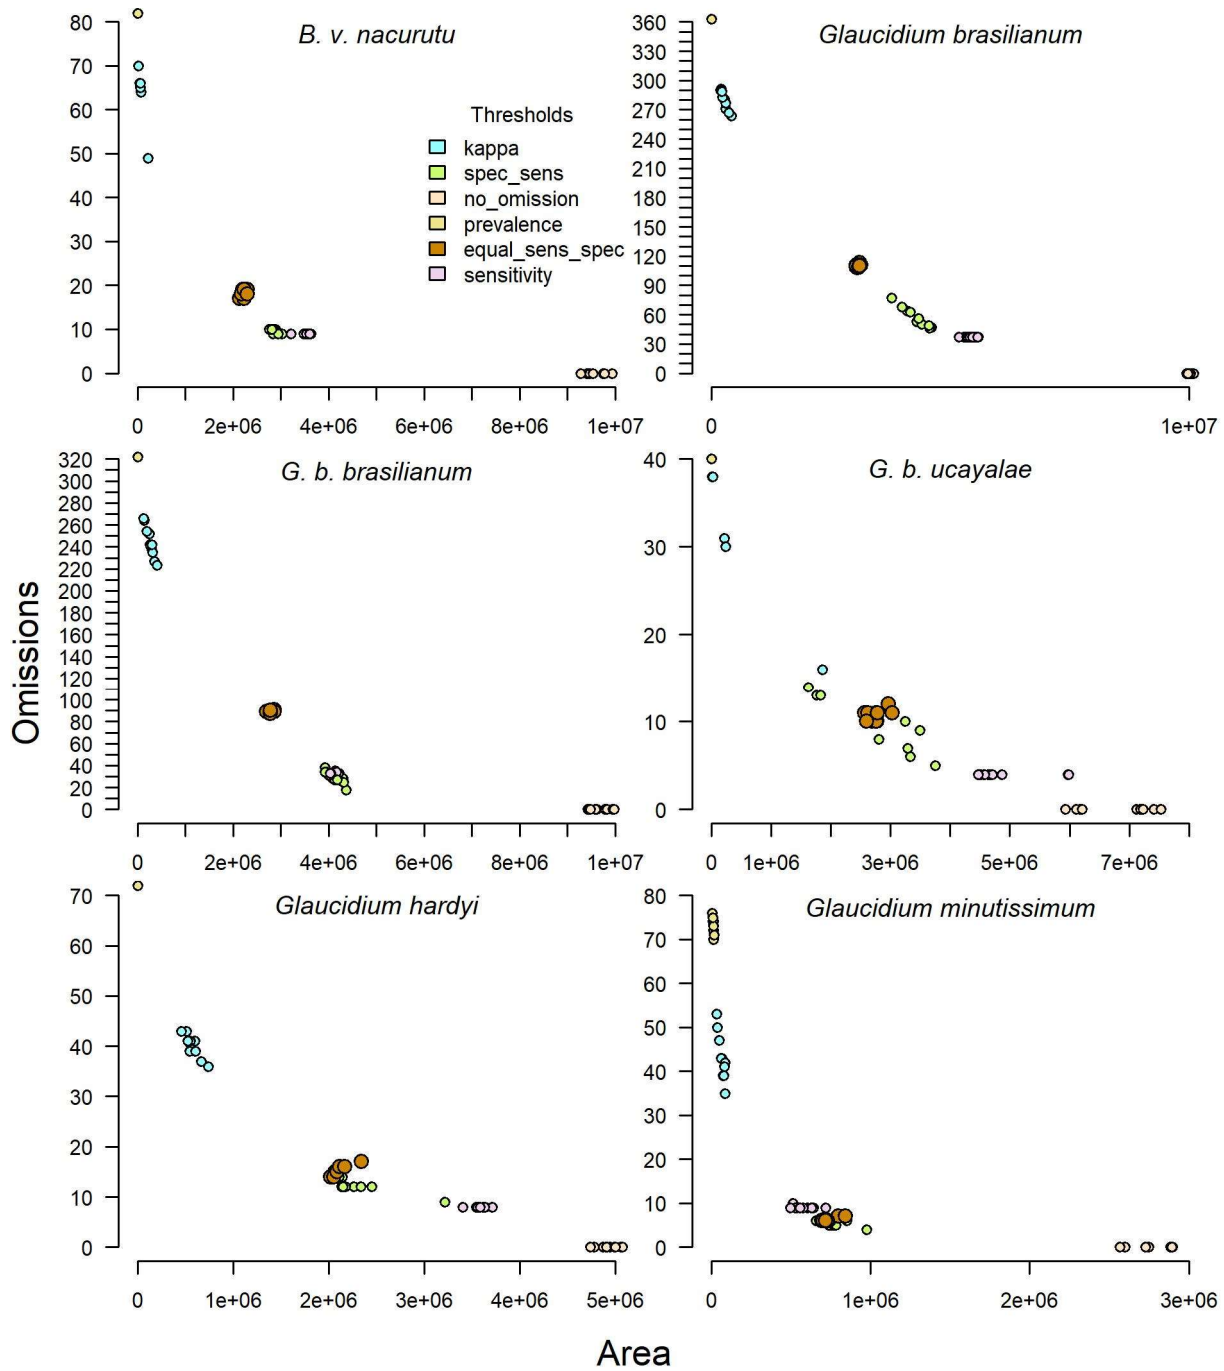 B. v. nacurutu
80
70
60
50
40
30
20
10
0
0 2e+06 4e+06 6e+06 8e+06 1e+07
Thresholds
kappa
spec_sens
no_omission
prevalence
equal_sens_spec
sensitivity
Glaucidium brasilianum
360
330
300
270
240
210
180
150
120
90
60
30
0
0 1e+07
G. b. brasilianum
320
300
280
260
240
220
200
180
160
140
120
100
80
60
40
20
0
0 2e+06 4e+06 6e+06 8e+06 1e+07
G. b. ucayalae
40
30
20
10
0
0 1e+06 3e+06 5e+06 7e+06
Glaucidium hardyi
70
60
50
40
30
20
10
0
0 1e+06 2e+06 3e+06 4e+06 5e+06
Glaucidium minutissimum
80
70
60
50
40
30
20
10
0
0 1e+06 2e+06 3e+06
Omissions
Area